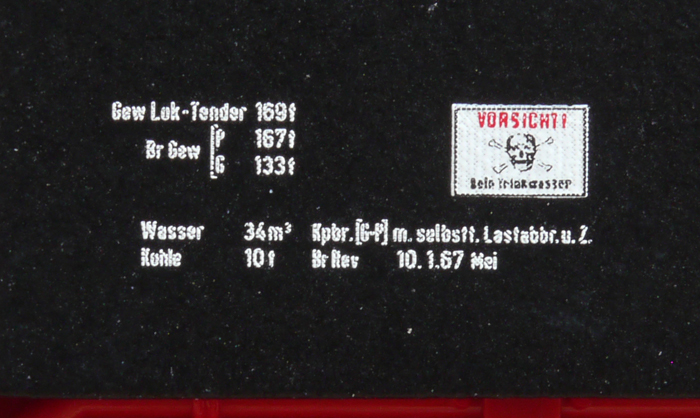 Gew Lok-Tender 169t
Br Gew P 167t
G 133t
VORSICHT!
Kein Trinkwasser
Wasser 34m³ Kpbr.[G-P] m. selbstt. Lastabbr. u. Z.
Kohle 10t Br Rev 10.1.67 Mei